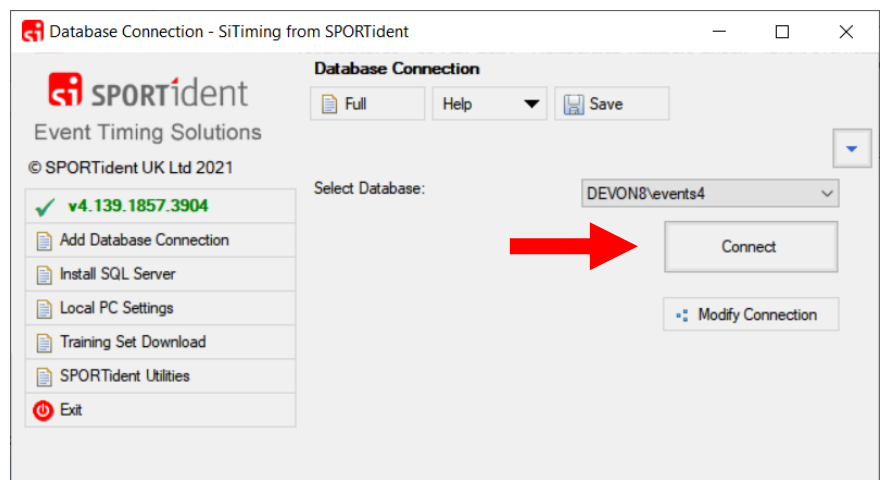 Database Connection - SiTiming from SPORTident
si SPORTident
Event Timing Solutions
© SPORTident UK Ltd 2021
v4.139.1857.3904
Add Database Connection
Install SQL Server
Local PC Settings
Training Set Download
SPORTident Utilities
Exit
Database Connection
Full Help Save
Select Database: DEVON8\events4
Connect
Modify Connection